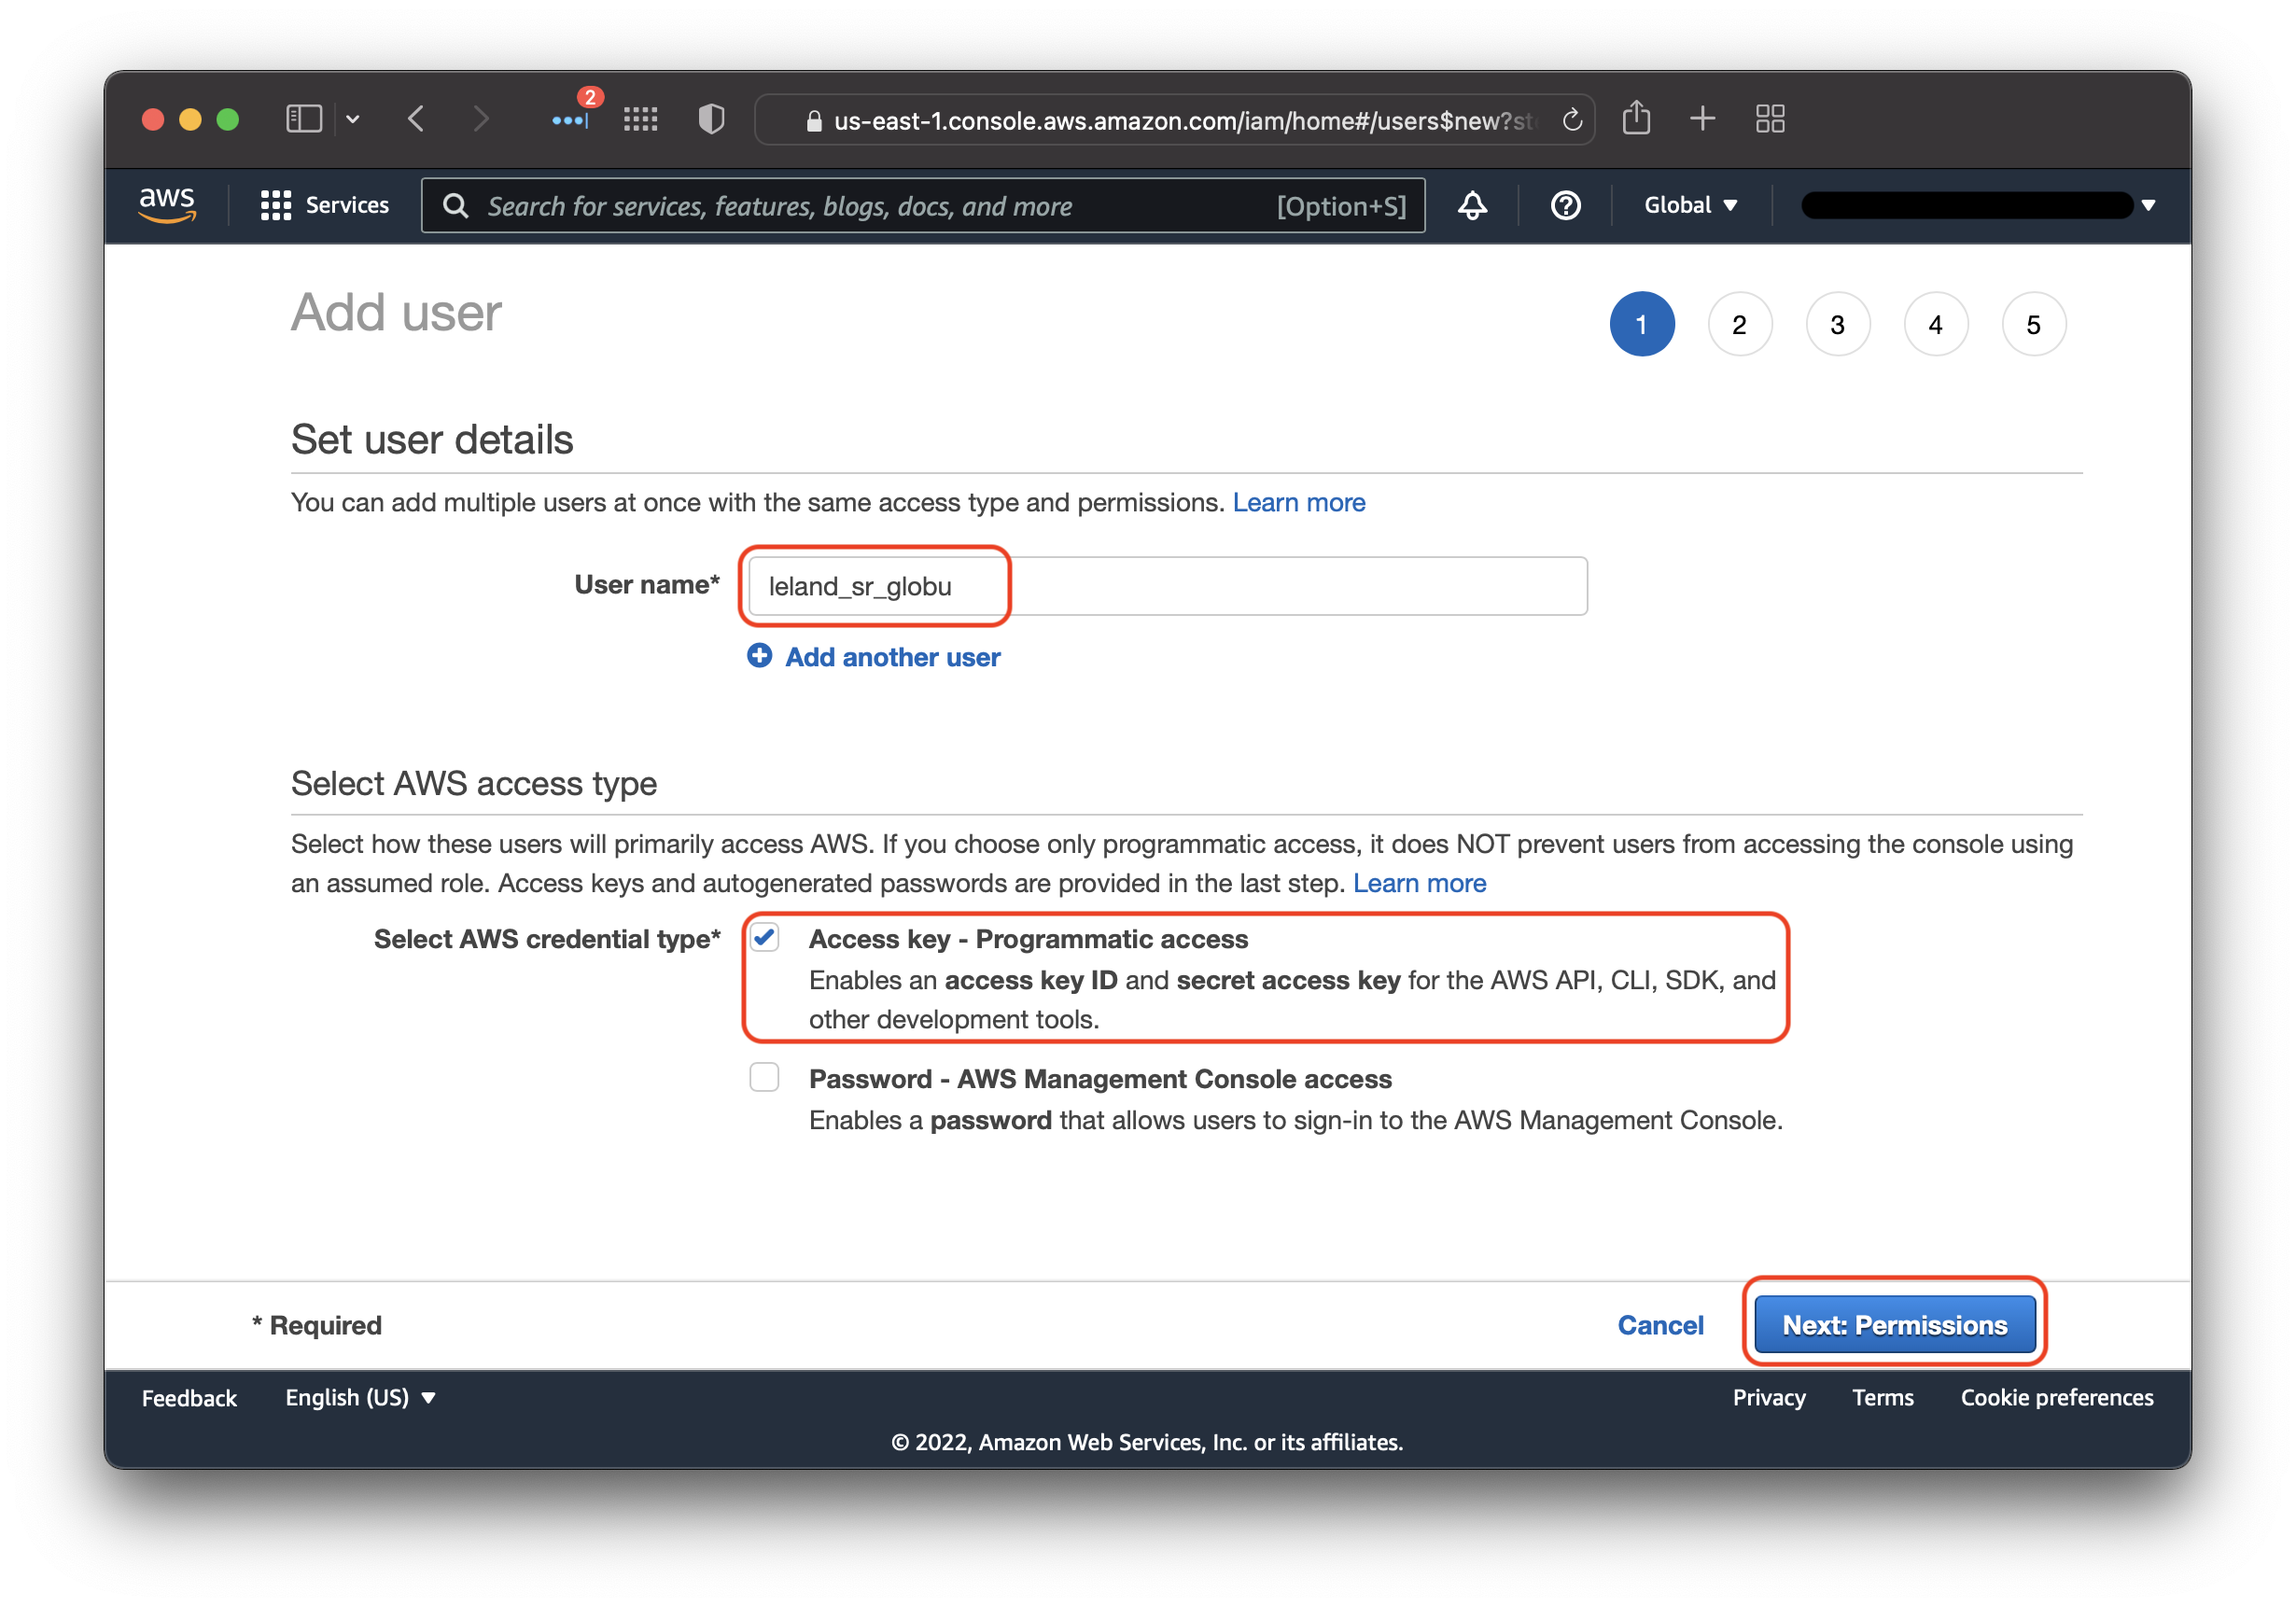 2
us-east-1.console.aws.amazon.com/iam/home#/users$new?st
aws
Services
Search for services, features, blogs, docs, and more
[Option+S]
Global
Add user
1
2
3
4
5
Set user details
You can add multiple users at once with the same access type and permissions. Learn more
User name*
leland_sr_globu
Add another user
Select AWS access type
Select how these users will primarily access AWS. If you choose only programmatic access, it does NOT prevent users from accessing the console using
an assumed role. Access keys and autogenerated passwords are provided in the last step. Learn more
Select AWS credential type*
Access key - Programmatic access
Enables an access key ID and secret access key for the AWS API, CLI, SDK, and
other development tools.
Password - AWS Management Console access
Enables a password that allows users to sign-in to the AWS Management Console.
* Required
Cancel
Next: Permissions
Feedback
English (US)
Privacy
Terms
Cookie preferences
© 2022, Amazon Web Services, Inc. or its affiliates.